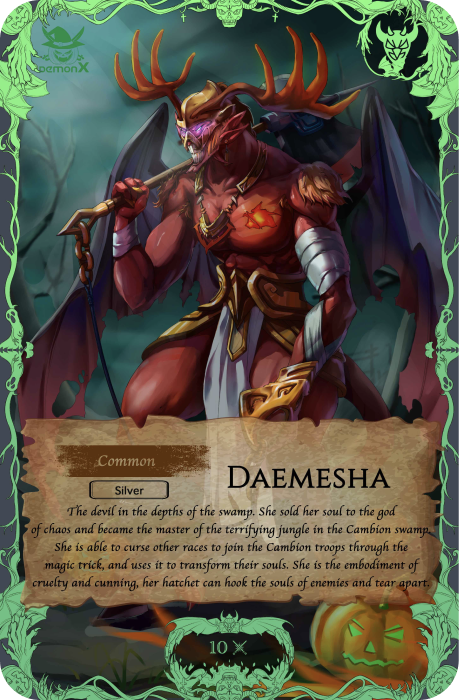 DaemonX
Common
DAEMESHA
Silver
The devil in the depths of the swamp. She sold her soul to the god
of chaos and became the master of the terrifying jungle in the Cambion swamp.
She is able to curse other races to join the Cambion troops through the
magic trick, and uses it to transform their souls. She is the embodiment of
cruelty and cunning, her hatchet can hook the souls of enemies and tear apart.
10